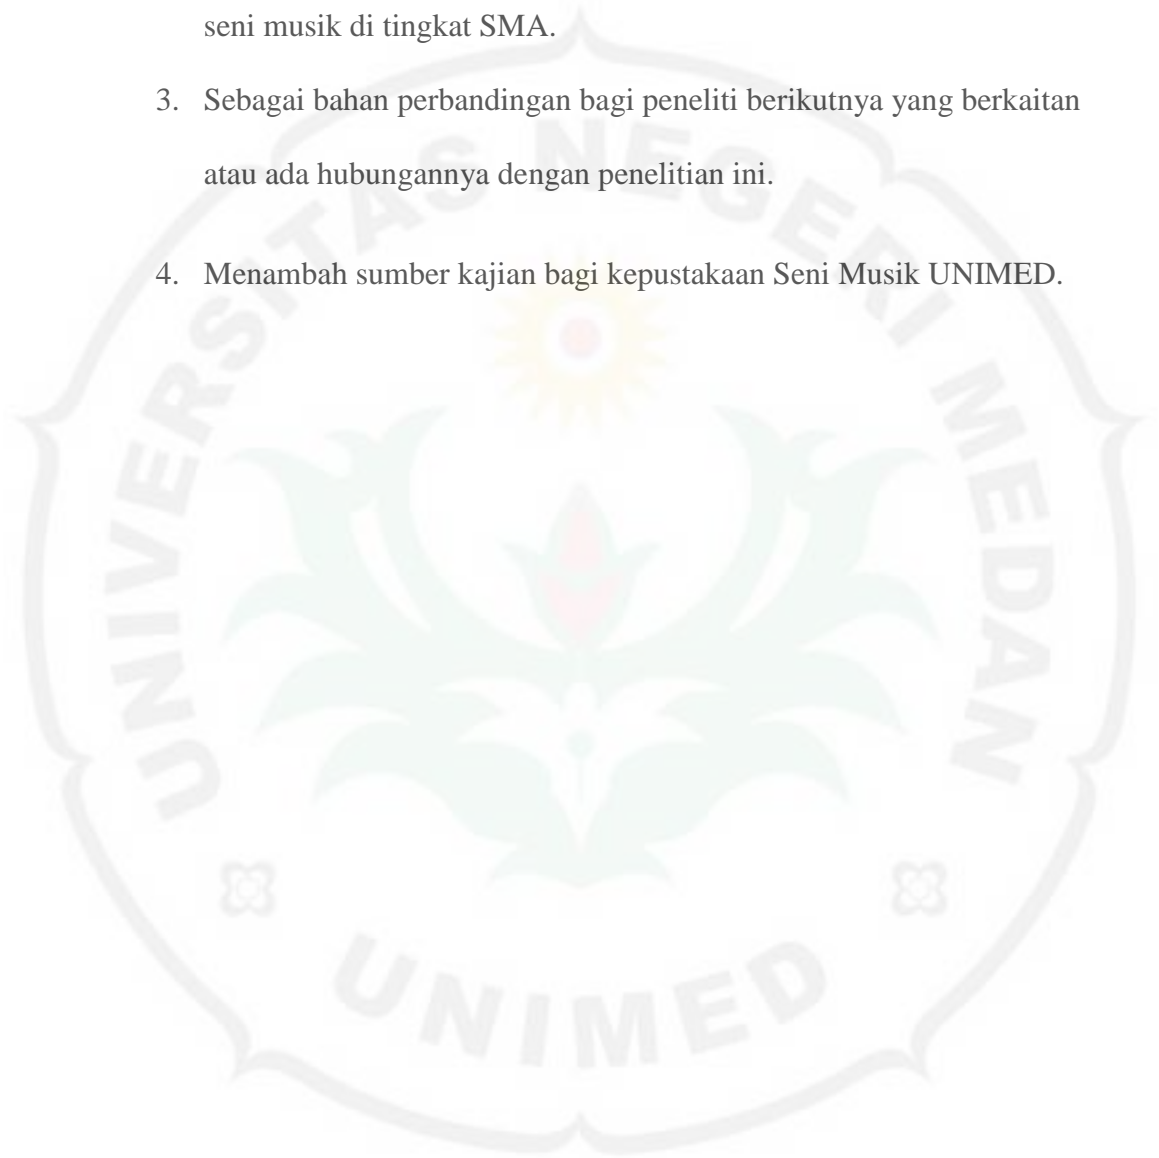 seni musik di tingkat SMA.
3. Sebagai bahan perbandingan bagi peneliti berikutnya yang berkaitan
atau ada hubungannya dengan penelitian ini.
4. Menambah sumber kajian bagi kepustakaan Seni Musik UNIMED.
UNIVERSITAS NEGERI MEDAN
UNIMED